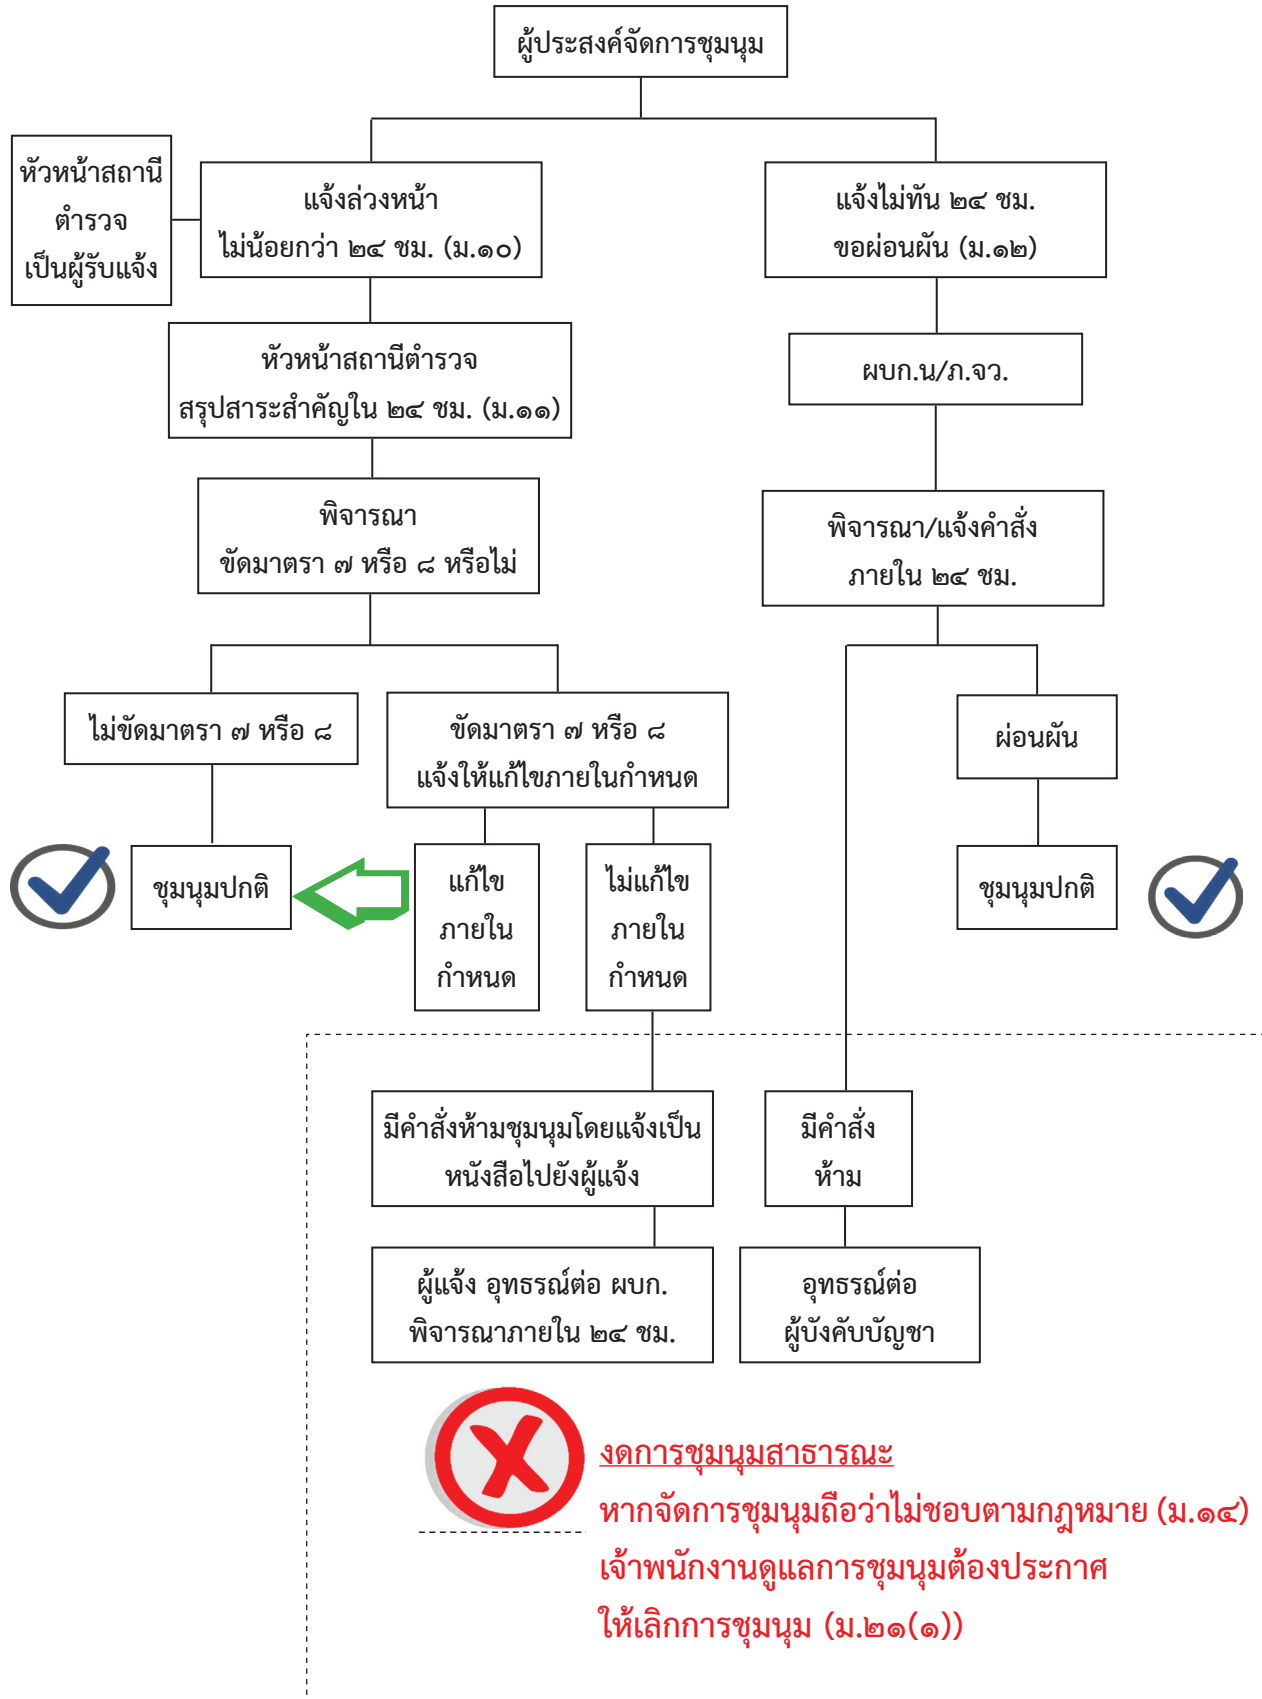 ผู้ประสงค์จัดการชุมนุม
หัวหน้าสถานี
ตำรวจ
เป็นผู้รับแจ้ง
แจ้งล่วงหน้า
ไม่น้อยกว่า ๒๔ ชม. (ม.๑๐)
แจ้งไม่ทัน ๒๔ ชม.
ขอผ่อนผัน (ม.๑๒)
หัวหน้าสถานีตำรวจ
สรุปสาระสำคัญใน ๒๔ ชม. (ม.๑๑)
ผบก.น/ภ.จว.
พิจารณา
ขัดมาตรา ๗ หรือ ๘ หรือไม่
พิจารณา/แจ้งคำสั่ง
ภายใน ๒๔ ชม.
ไม่ขัดมาตรา ๗ หรือ ๘
ขัดมาตรา ๗ หรือ ๘
แจ้งให้แก้ไขภายในกำหนด
ผ่อนผัน
ชุมนุมปกติ
แก้ไข
ภายใน
กำหนด
ไม่แก้ไข
ภายใน
กำหนด
ชุมนุมปกติ
มีคำสั่งห้ามชุมนุมโดยแจ้งเป็น
หนังสือไปยังผู้แจ้ง
มีคำสั่ง
ห้าม
ผู้แจ้ง อุทธรณ์ต่อ ผบก.
พิจารณาภายใน ๒๔ ชม.
อุทธรณ์ต่อ
ผู้บังคับบัญชา
งดการชุมนุมสาธารณะ
หากจัดการชุมนุมถือว่าไม่ชอบตามกฎหมาย (ม.๑๔)
เจ้าพนักงานดูแลการชุมนุมต้องประกาศ
ให้เลิกการชุมนุม (ม.๒๑(๑))